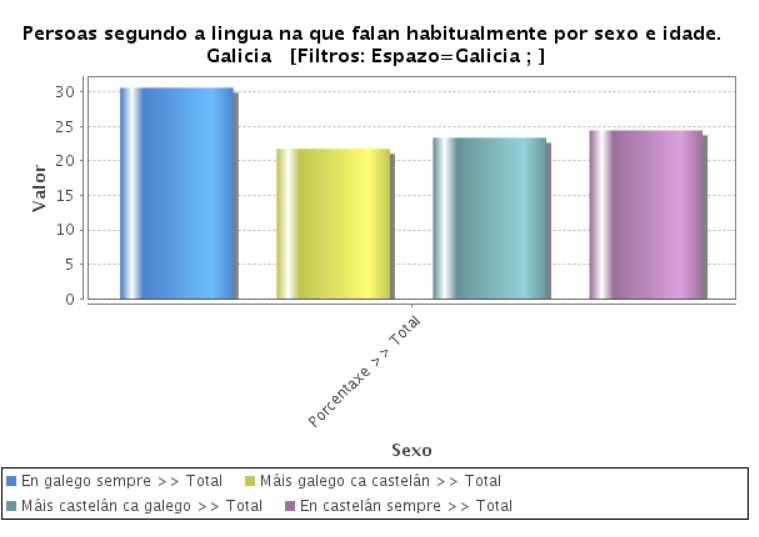 Persoas segundo a lingua na que falan habitualmente por sexo e idade.
Galicia [Filtros: Espazo=Galicia ; ]
30
25
20
15
10
5
0
Valor
Porcentaxe >> Total
Sexo
En galego sempre >> Total Máis galego ca castelán >> Total
Máis castelán ca galego >> Total En castelán sempre >> Total